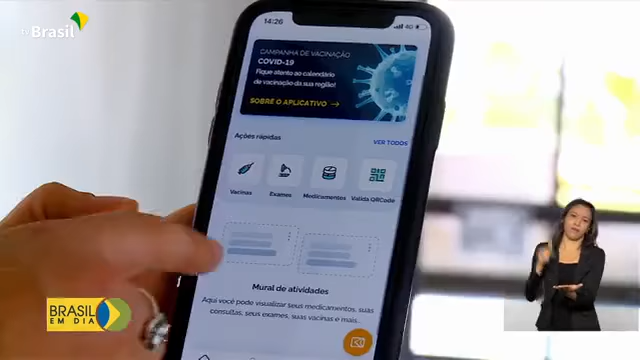 TV Brasil
14:26
4G
CAMPANHA DE VACINAÇÃO
COVID-19
Fique atento ao calendário
de vacinação da sua região!
SOBRE O APLICATIVO →
Ações rápidas
VER TODOS
Vacinas
Exames
Medicamentos
Valida QRCode
Mural de atividades
Aqui você pode visualizar seus medicamentos, suas
consultas, seus exames, suas vacinas e mais...
BRASIL
EM DIA